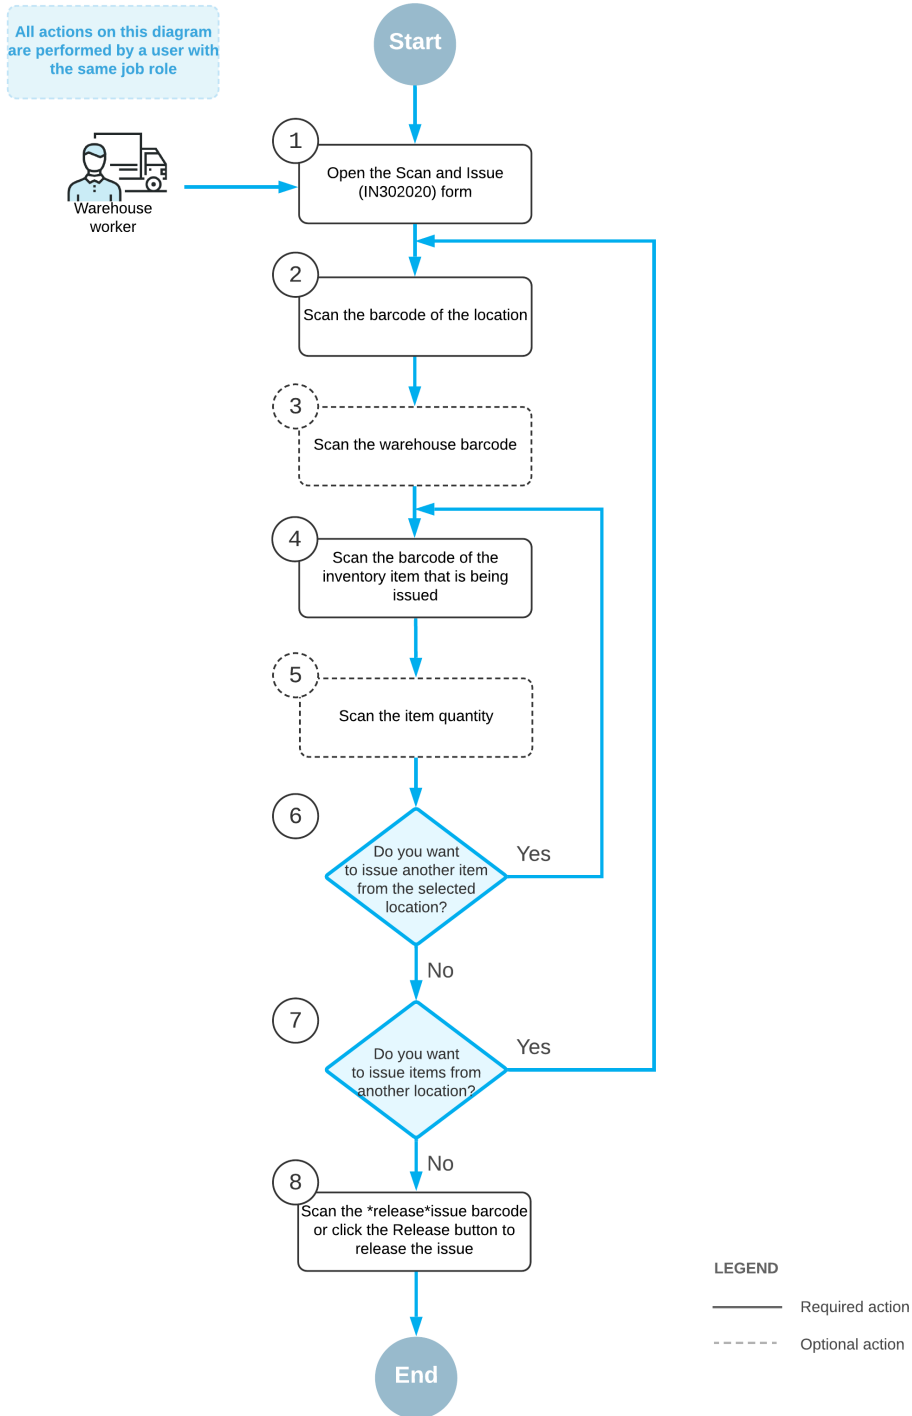 All actions on this diagram
are performed by a user with
the same job role
Start
Warehouse
worker
1
Open the Scan and Issue
(IN302020) form
2
Scan the barcode of the location
3
Scan the warehouse barcode
4
Scan the barcode of the
inventory item that is being
issued
5
Scan the item quantity
6
Do you want
to issue another item
from the selected
location?
Yes
No
7
Do you want
to issue items from
another location?
Yes
No
8
Scan the *release*issue barcode
or click the Release button to
release the issue
End
LEGEND
Required action
Optional action